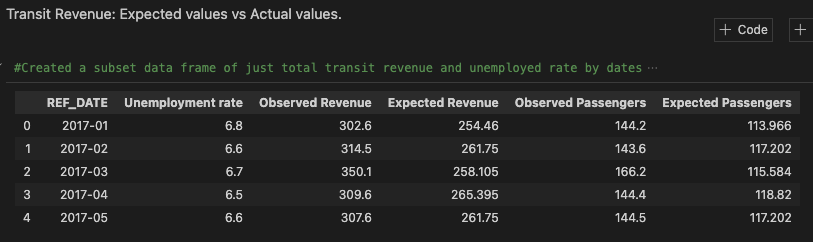 Transit Revenue: Expected values vs Actual values.
+ Code
+
#Created a subset data frame of just total transit revenue and unemployed rate by dates ···
REF_DATE Unemployment rate Observed Revenue Expected Revenue Observed Passengers Expected Passengers
0 2017-01 6.8 302.6 254.46 144.2 113.966
1 2017-02 6.6 314.5 261.75 143.6 117.202
2 2017-03 6.7 350.1 258.105 166.2 115.584
3 2017-04 6.5 309.6 265.395 144.4 118.82
4 2017-05 6.6 307.6 261.75 144.5 117.202